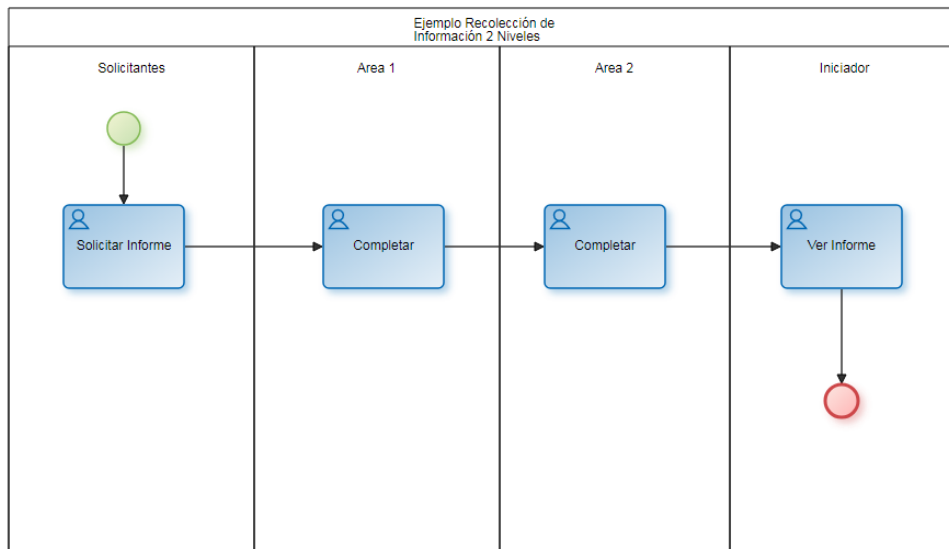 Ejemplo Recolección de
Información 2 Niveles
Solicitantes
Area 1
Area 2
Iniciador
Solicitar Informe
Completar
Completar
Ver Informe